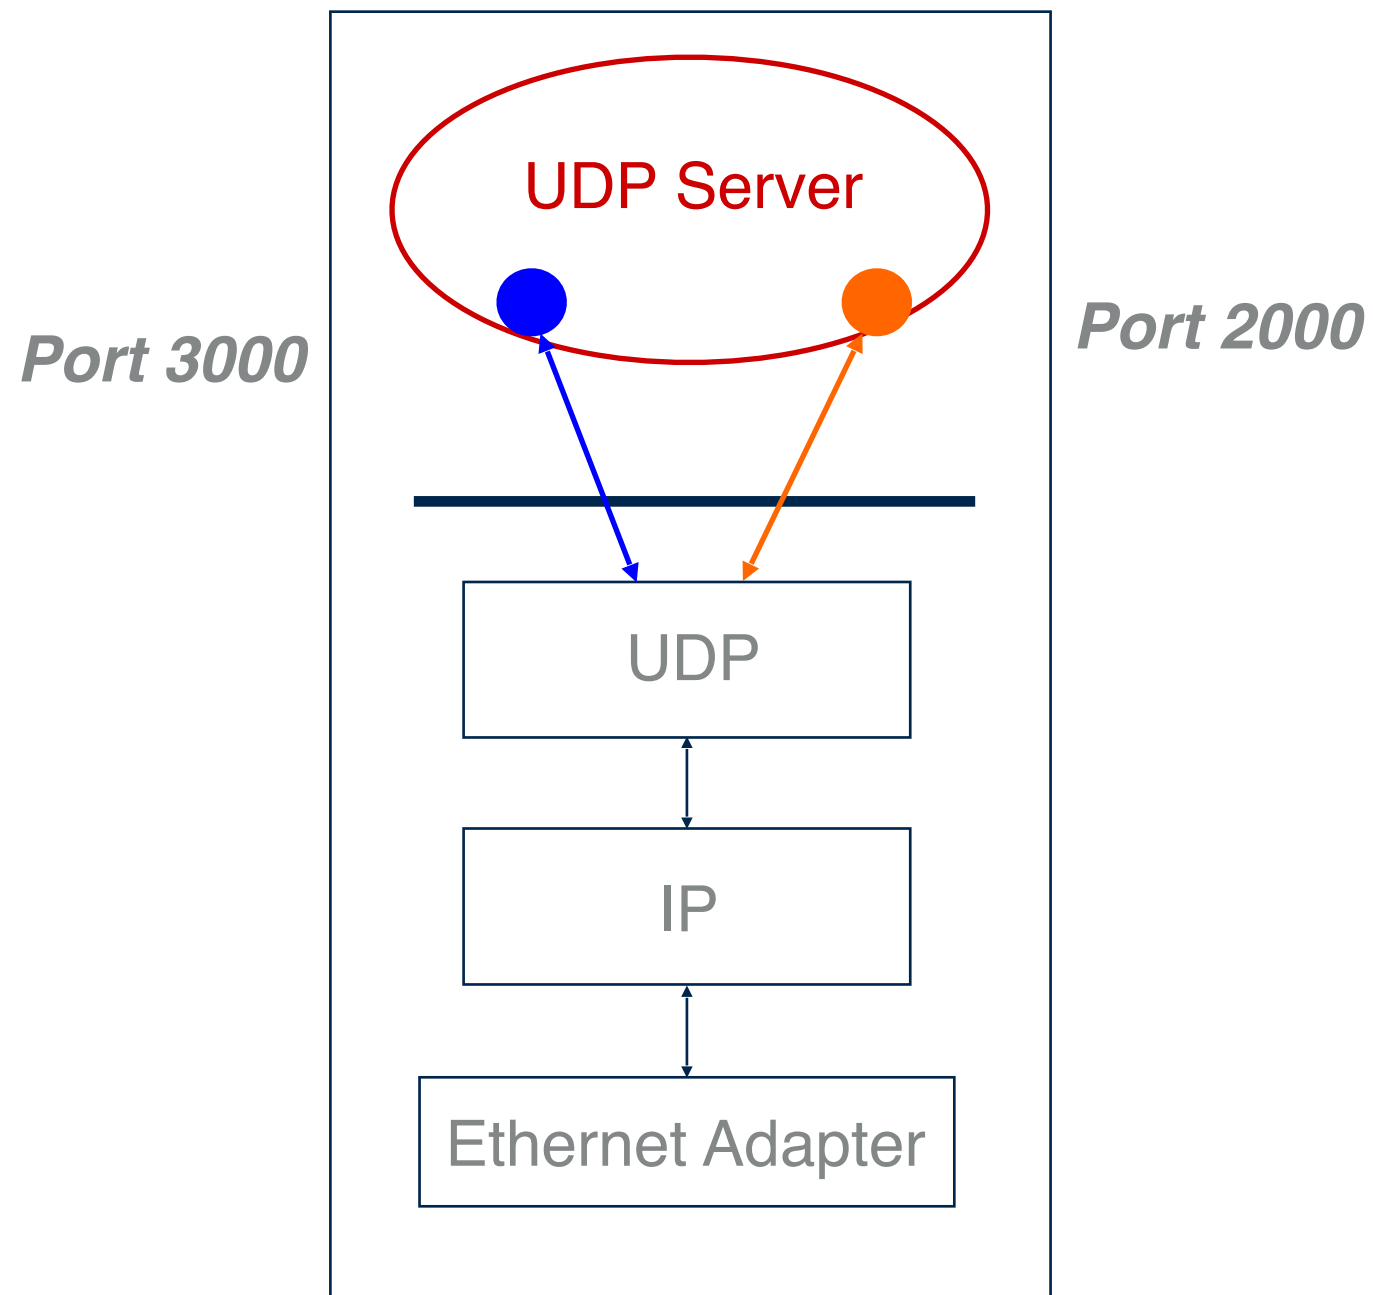 UDP Server
Port 3000
Port 2000
UDP
IP
Ethernet Adapter